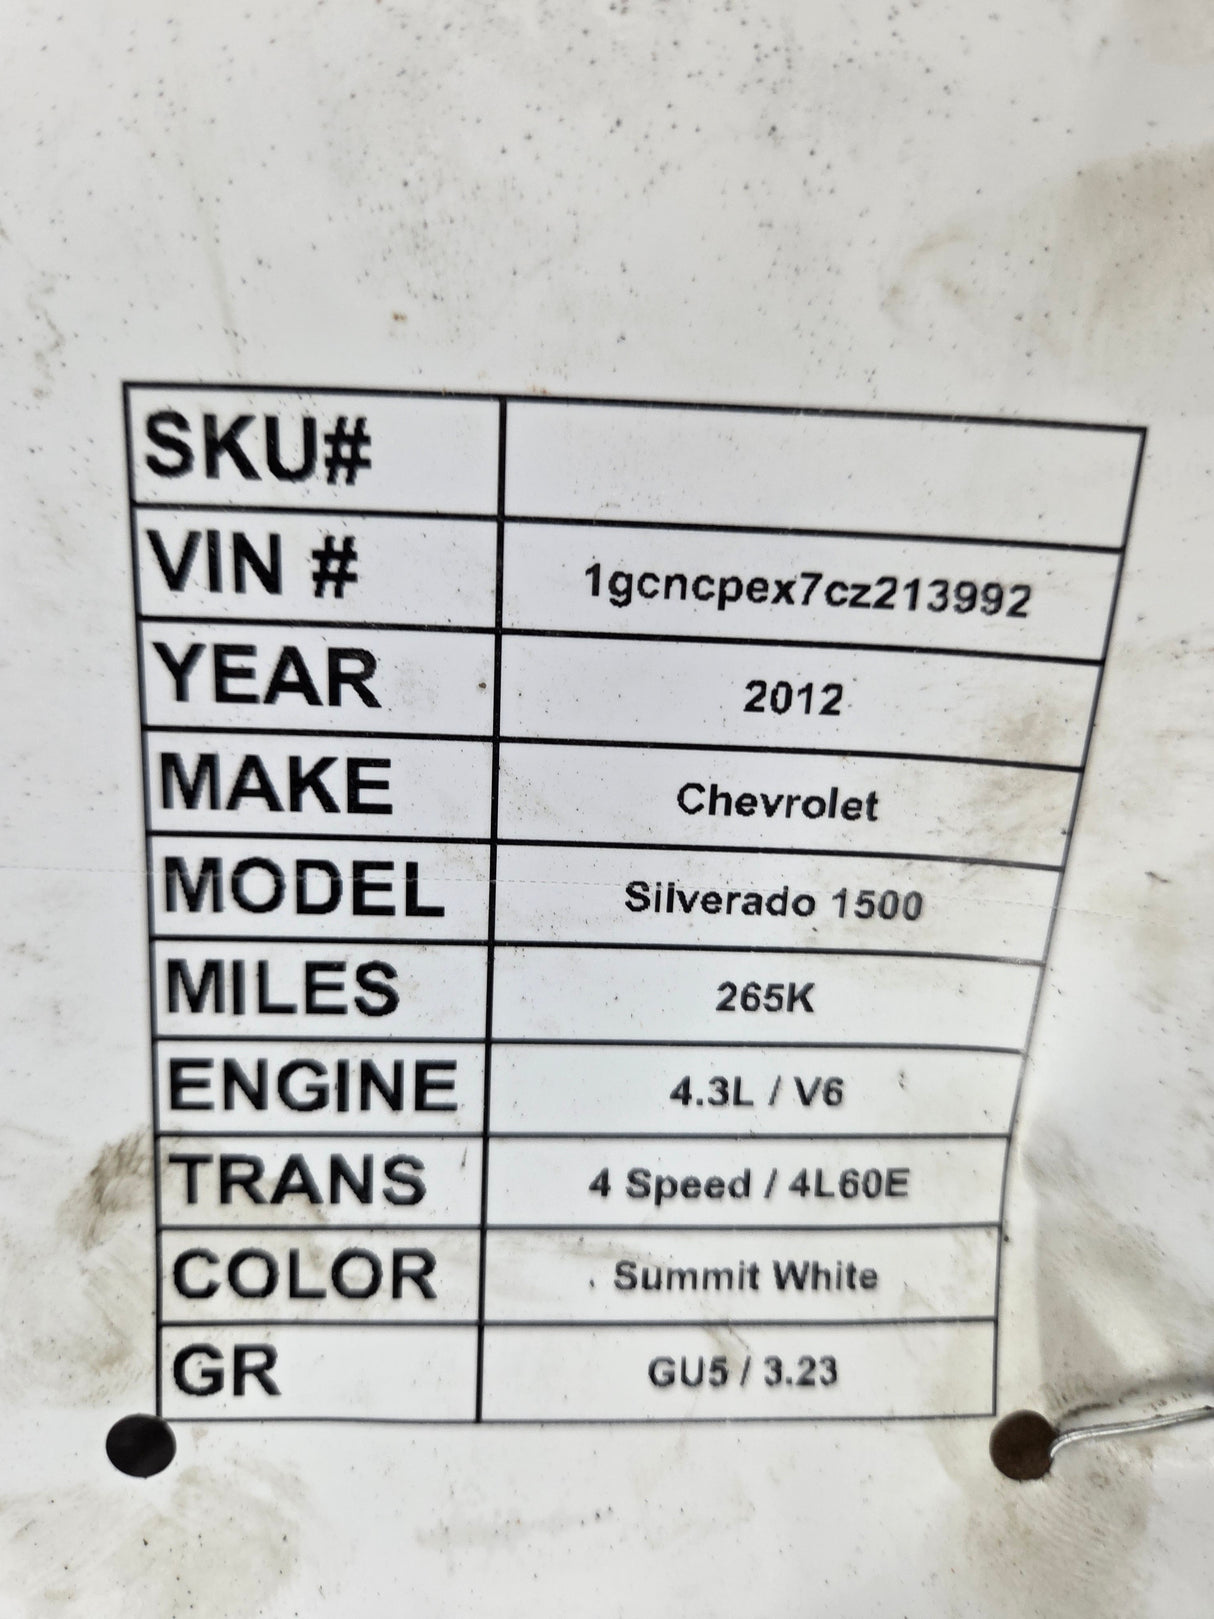 SKU#
VIN # 1gcncpex7cz213992
YEAR 2012
MAKE Chevrolet
MODEL Silverado 1500
MILES 265K
ENGINE 4.3L / V6
TRANS 4 Speed / 4L60E
COLOR Summit White
GR GU5 / 3.23